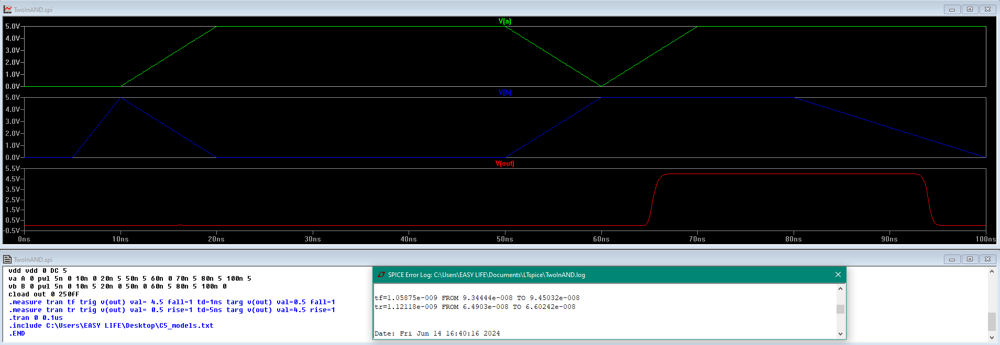 TwoInAND.spi
V(a)
5.0V
4.0V
3.0V
2.0V
1.0V
0.0V
V(b)
5.0V
4.0V
3.0V
2.0V
1.0V
0.0V
V(out)
5.5V
4.5V
3.5V
2.5V
1.5V
0.5V
-0.5V
0ns 10ns 20ns 30ns 40ns 50ns 60ns 70ns 80ns 90ns 100ns
TwoInAND.spi
vdd vdd 0 DC 5
va A 0 pwl 5n 0 10n 0 20n 5 50n 5 60n 0 70n 5 80n 5 100n 5
vb B 0 pwl 5n 0 10n 5 20n 0 50n 0 60n 5 80n 5 100n 0
cload out 0 250fF
.measure tran tf trig v(out) val= 4.5 fall=1 td=1ns targ v(out) val=0.5 fall=1
.measure tran tr trig v(out) val= 0.5 rise=1 td=5ns targ v(out) val=4.5 rise=1
.tran 0 0.1us
.include C:\Users\EASY LIFE\Desktop\C5_models.txt
.END
SPICE Error Log: C:\Users\EASY LIFE\Documents\LTspice\TwoInAND.log
tf=1.05875e-009 FROM 9.34444e-008 TO 9.45032e-008
tr=1.12118e-009 FROM 6.4903e-008 TO 6.60242e-008
Date: Fri Jun 14 16:40:16 2024